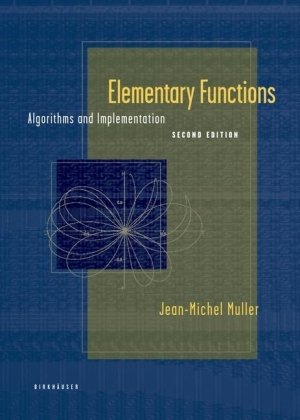 Elementary Functions
Algorithms and Implementation
SECOND EDITION
Jean-Michel Muller
BIRKHÄUSER